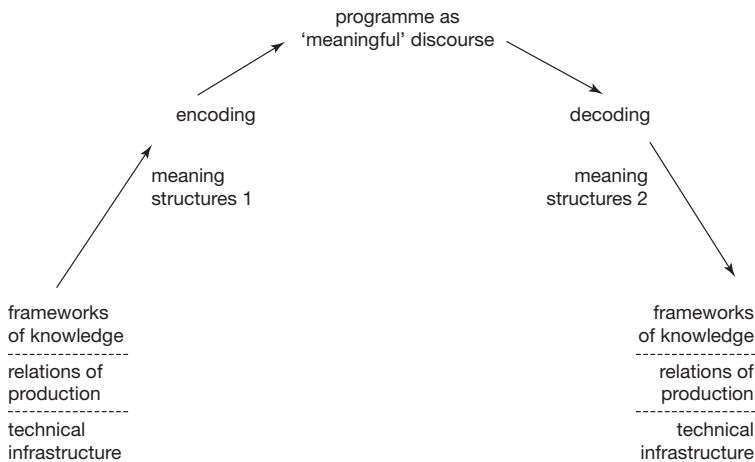 programme as
‘meaningful’ discourse
encoding
decoding
meaning
structures 1
meaning
structures 2
frameworks
of knowledge
relations of
production
technical
infrastructure
frameworks
of knowledge
relations of
production
technical
infrastructure